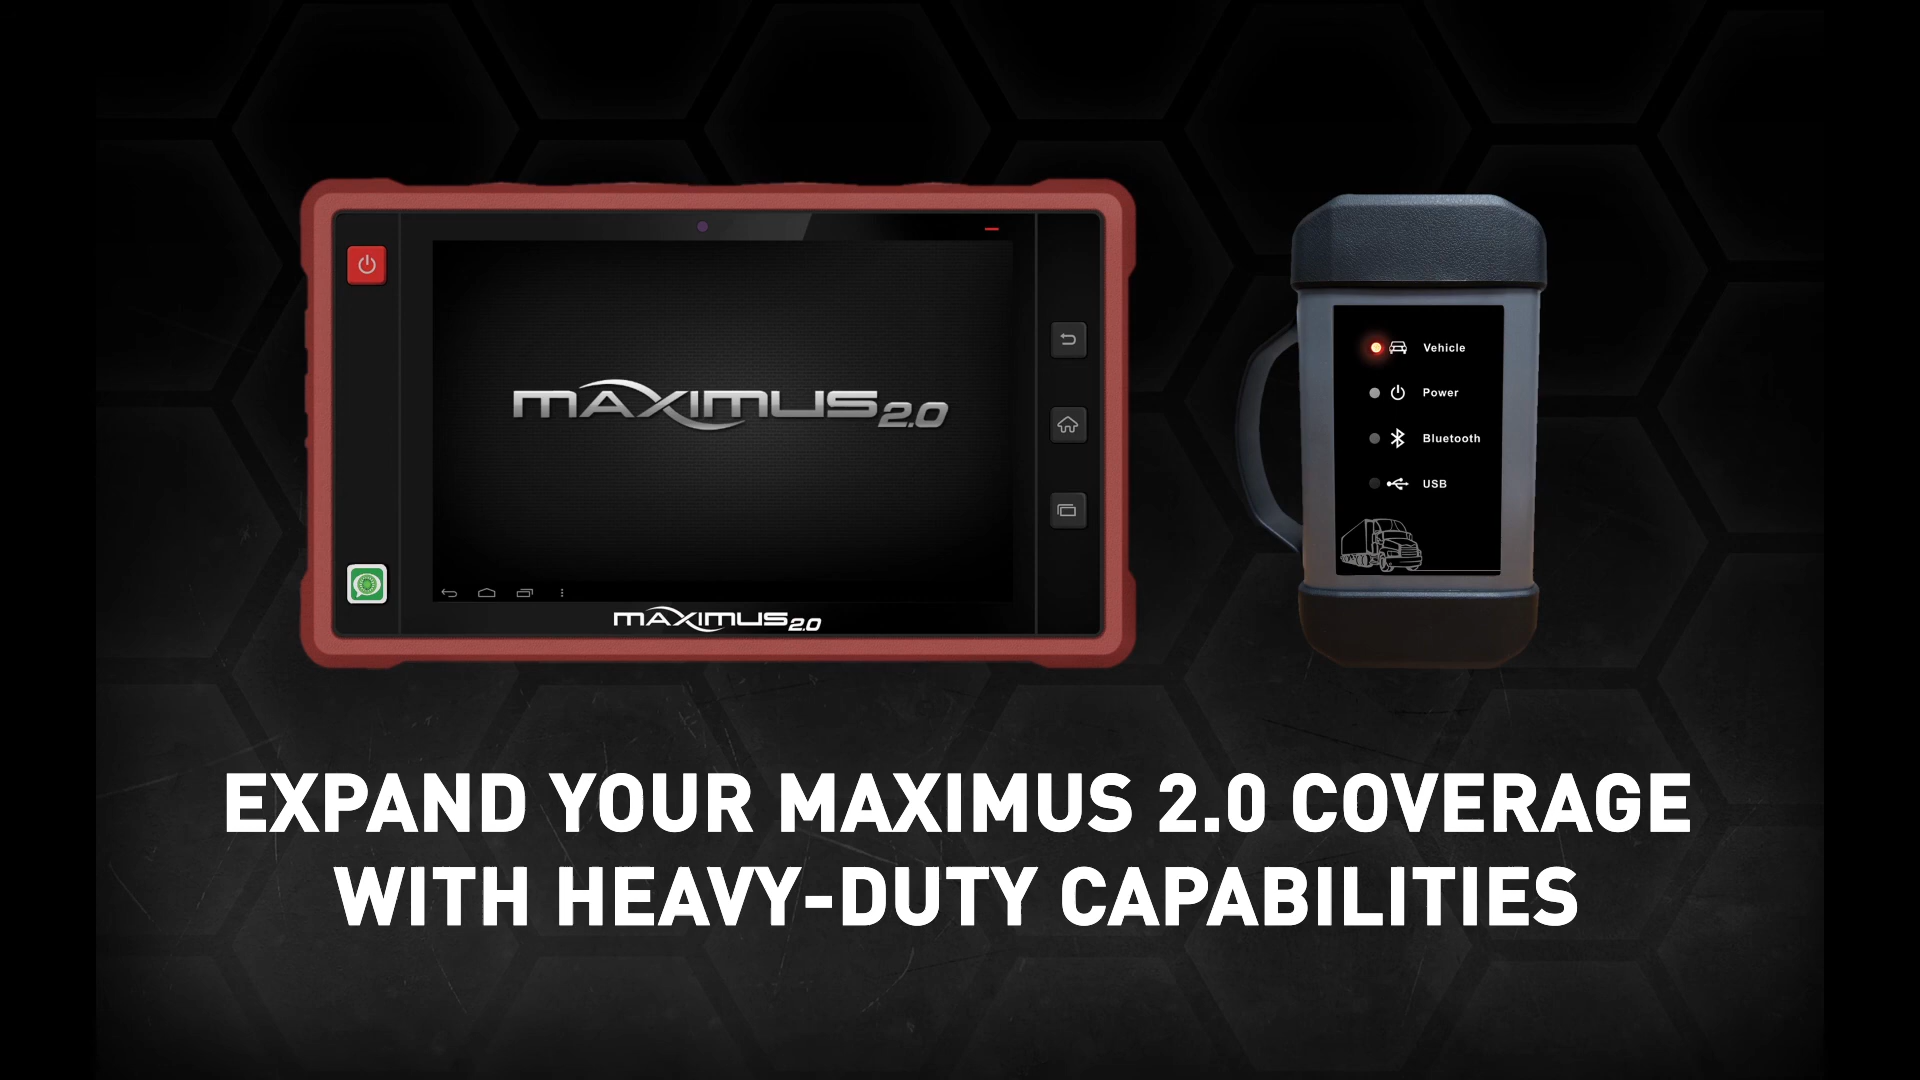 MAXIMUS 2.0
MAXIMUS 2.0
Vehicle
Power
Bluetooth
USB
EXPAND YOUR MAXIMUS 2.0 COVERAGE
WITH HEAVY-DUTY CAPABILITIES